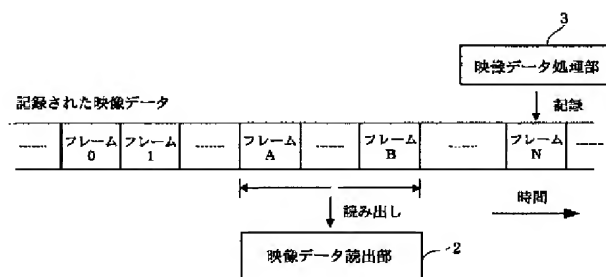 3
映像データ処理部
記録された映像データ
記録
フレーム0 フレーム1 フレームA フレームB フレームN
読み出し
時間
映像データ読出部
2